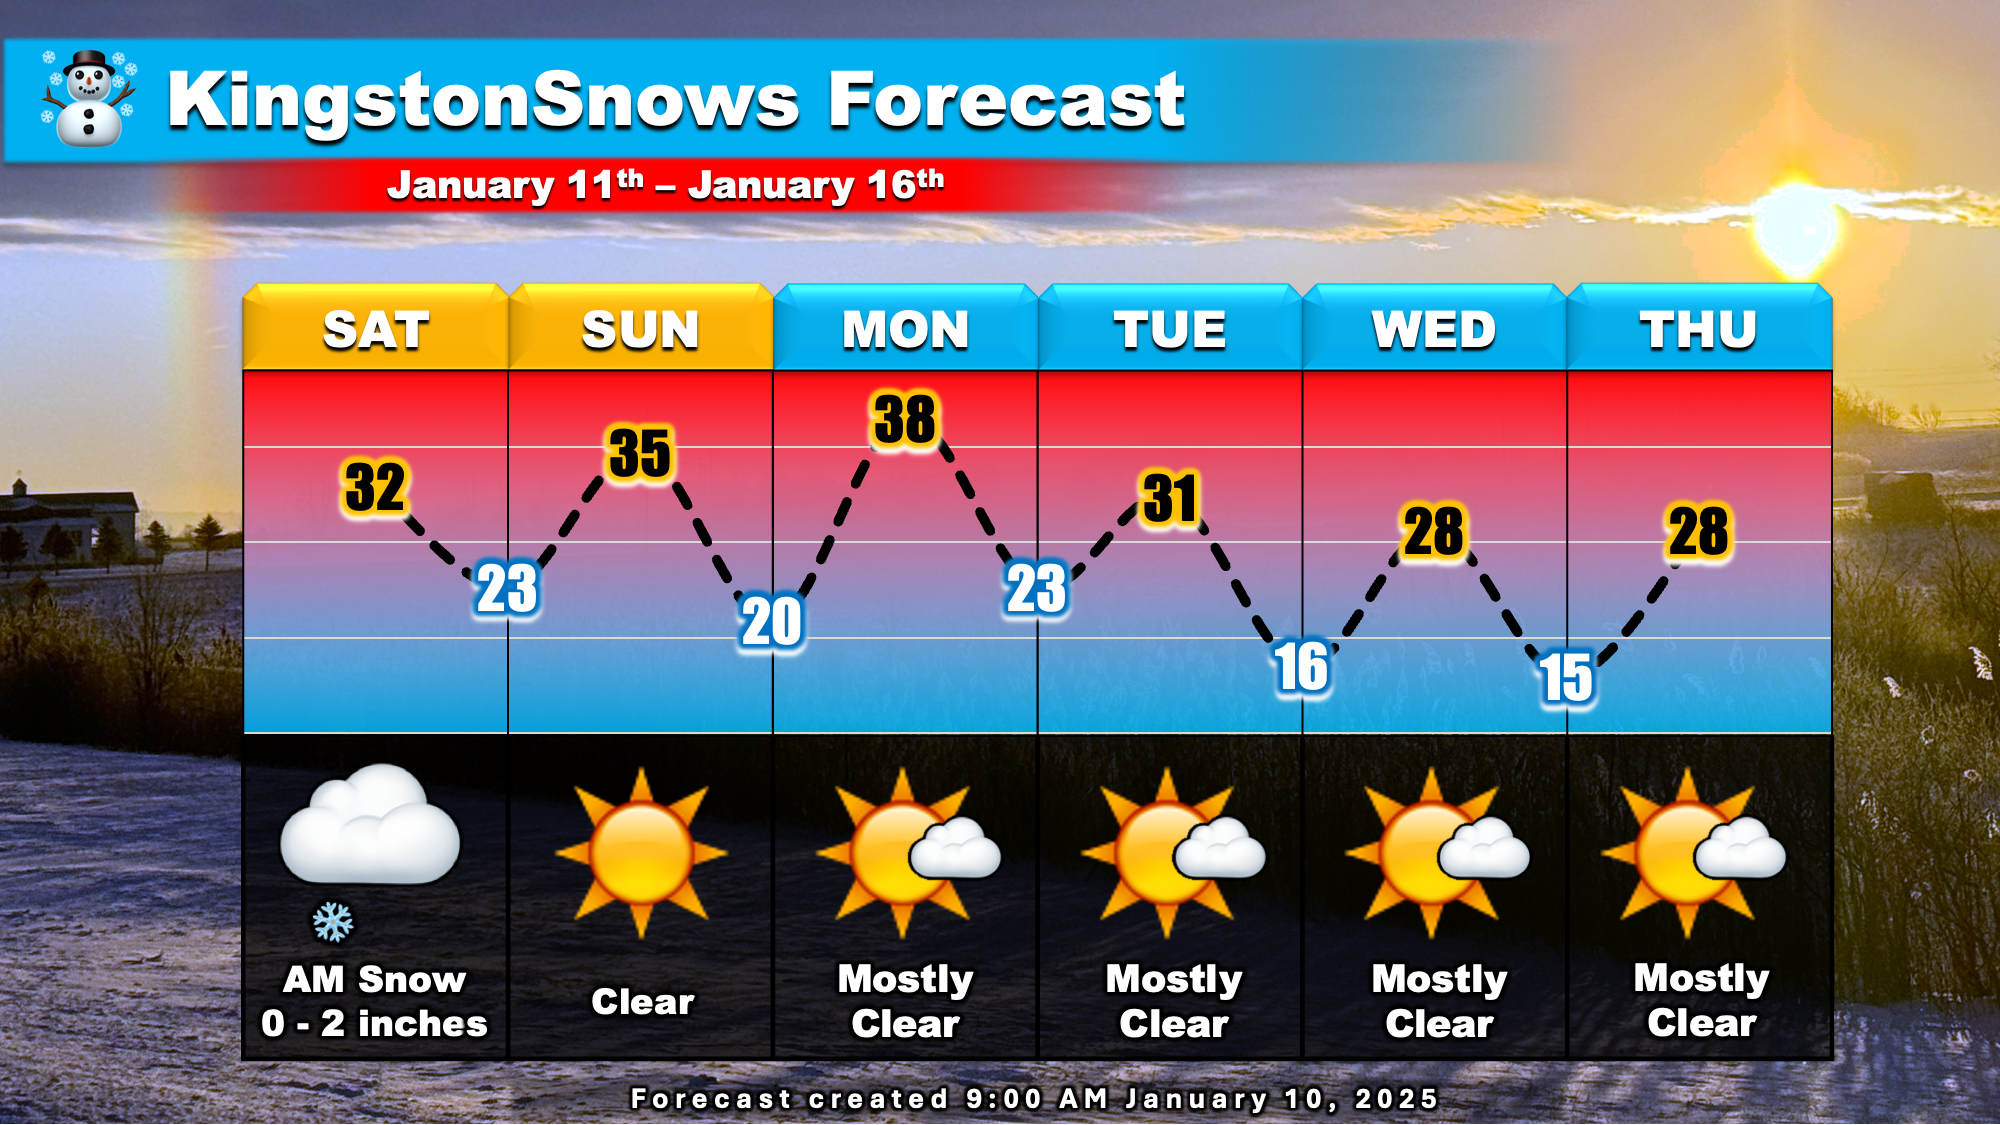 KingstonSnows Forecast
January 11th – January 16th
SAT SUN MON TUE WED THU
32 23 35 20 38 23 31 16 28 15 28
AM Snow
0 - 2 inches
Clear
Mostly
Clear
Mostly
Clear
Mostly
Clear
Mostly
Clear
Forecast created 9:00 AM January 10, 2025